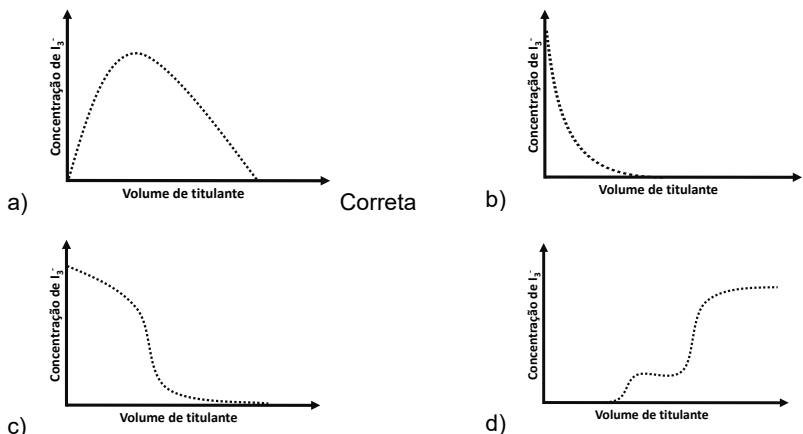 Concentração de I₃⁻
Volume de titulante
a)
Correta
Concentração de I₃⁻
Volume de titulante
b)
Concentração de I₃⁻
Volume de titulante
c)
Concentração de I₃⁻
Volume de titulante
d)